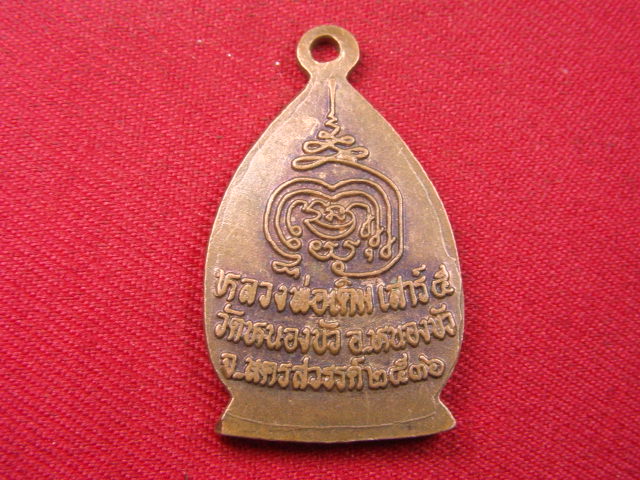 หลวงพ่อเดิม เสาร์ ๕
วัดหนองบัว อ.หนองบัว
จ.นครสวรรค์ ๒๕๓๖